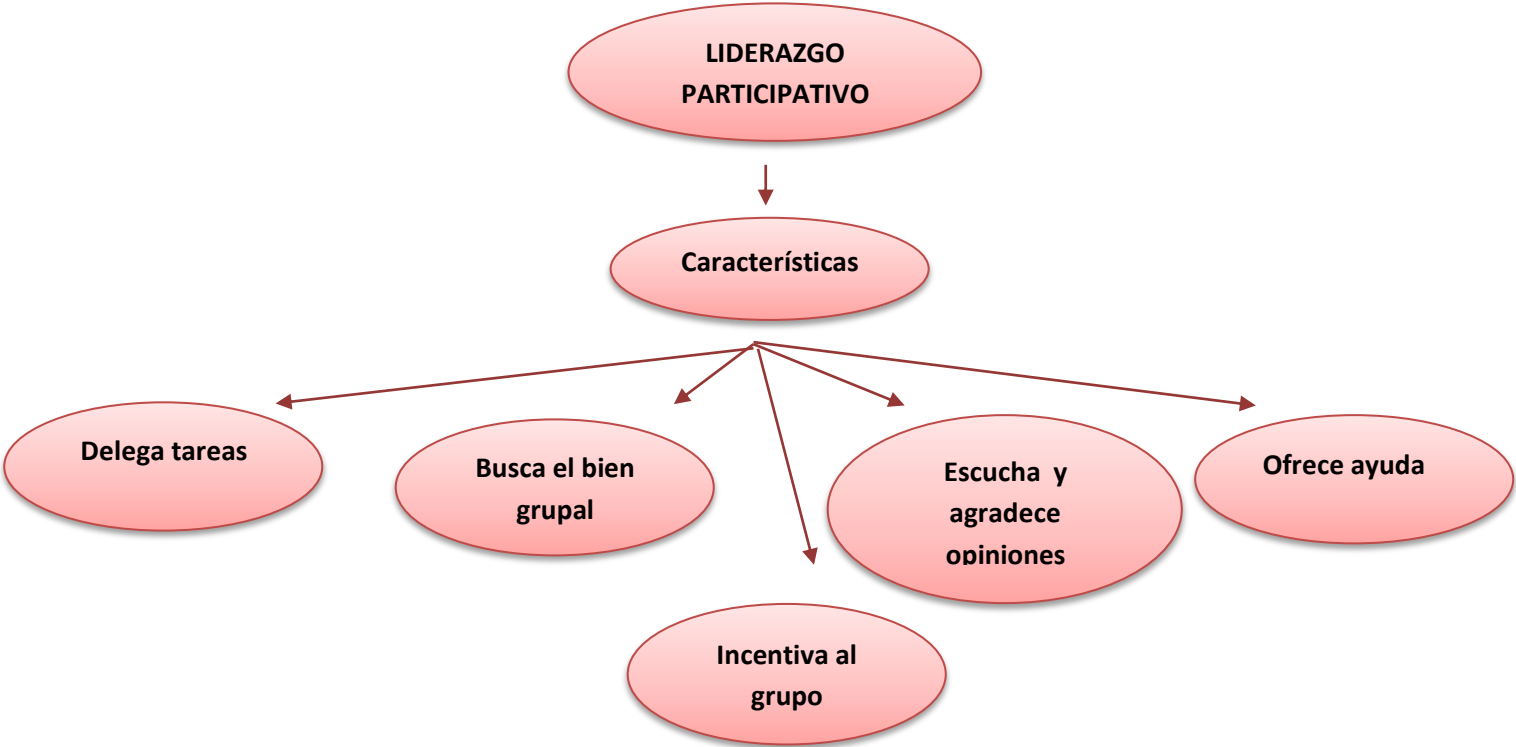 LIDERAZGO
PARTICIPATIVO
Características
Delega tareas
Busca el bien
grupal
Escucha y
agradece
opiniones
Ofrece ayuda
Incentiva al
grupo